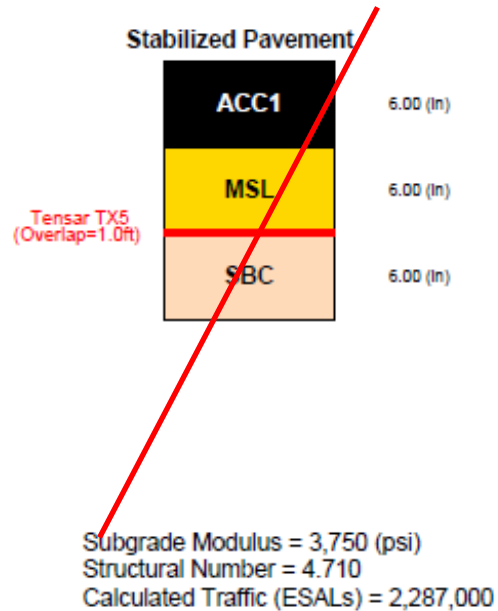 Stabilized Pavement
ACC1
6.00 (in)
MSL
6.00 (in)
Tensar TX5
(Overlap=1.0ft)
SBC
6.00 (in)
Subgrade Modulus = 3,750 (psi)
Structural Number = 4.710
Calculated Traffic (ESALs) = 2,287,000